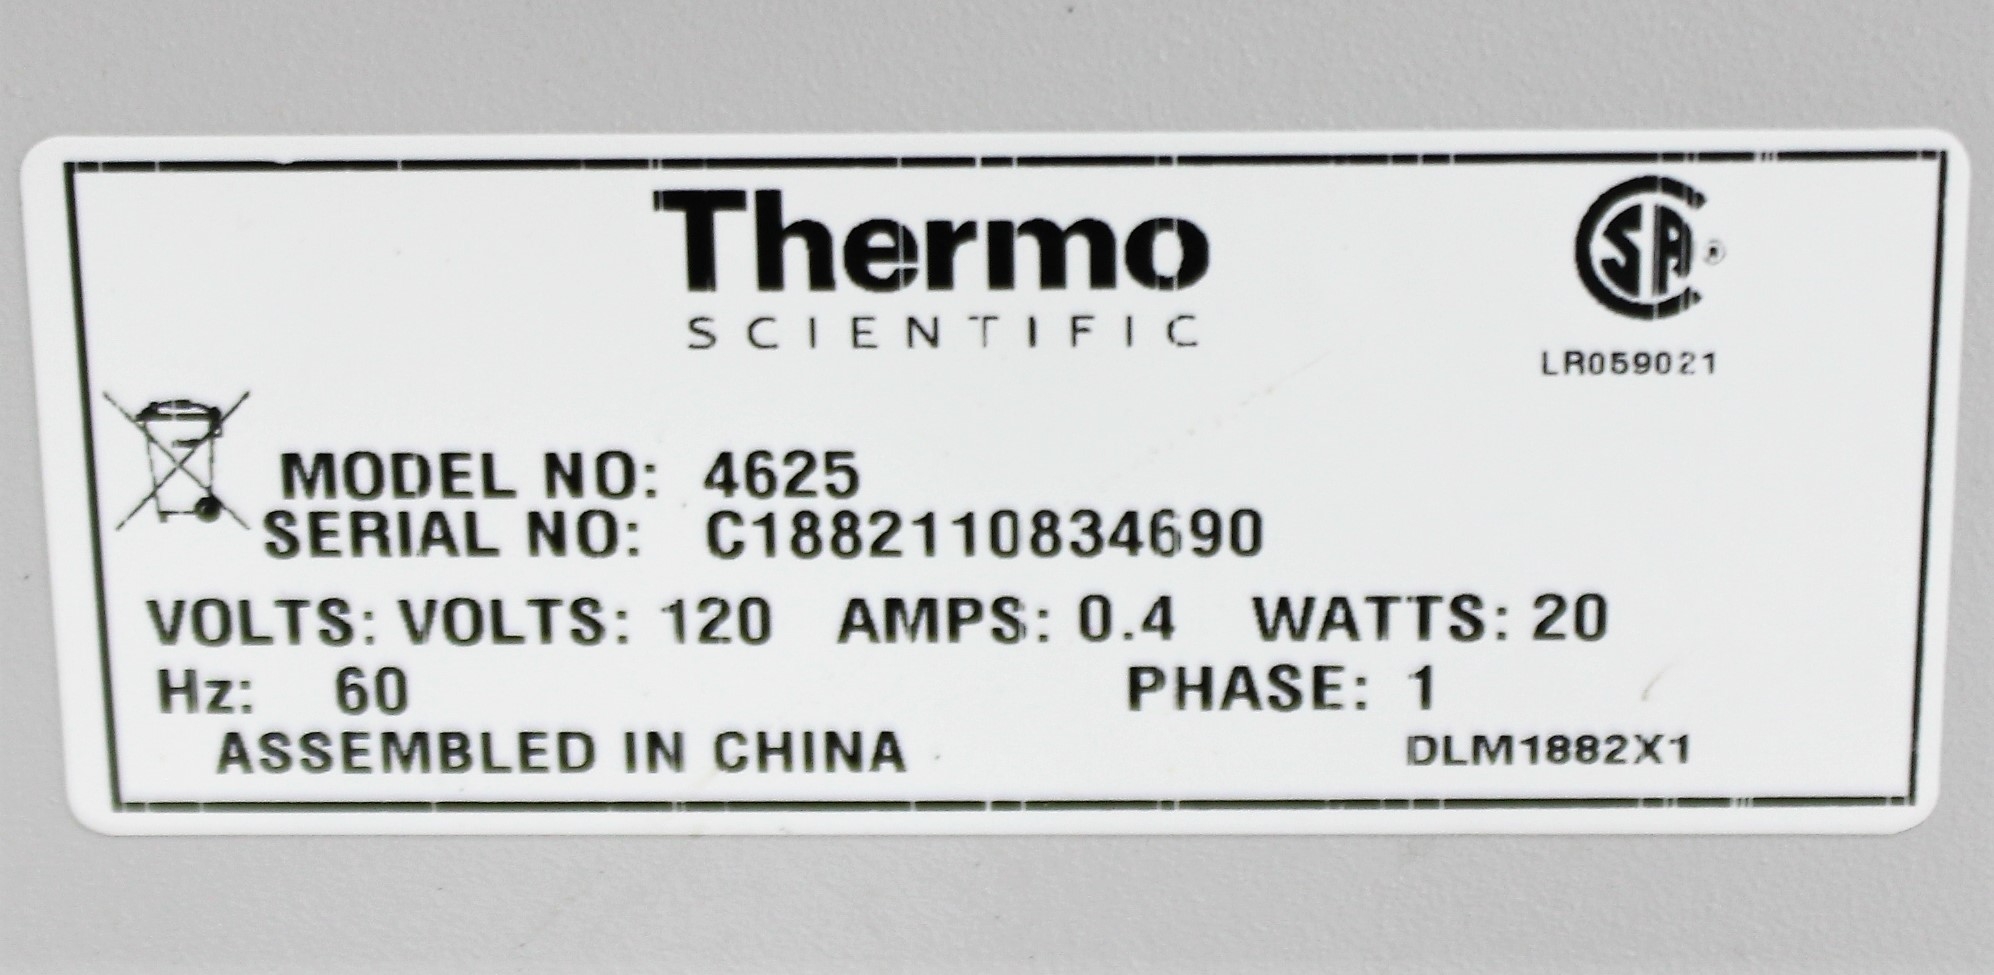 Thermo
SCIENTIFIC
CSA ®
LR059021
MODEL NO: 4625
SERIAL NO: C1882110834690
VOLTS: VOLTS: 120 AMPS: 0.4 WATTS: 20
Hz: 60 PHASE: 1
ASSEMBLED IN CHINA DLM1882X1